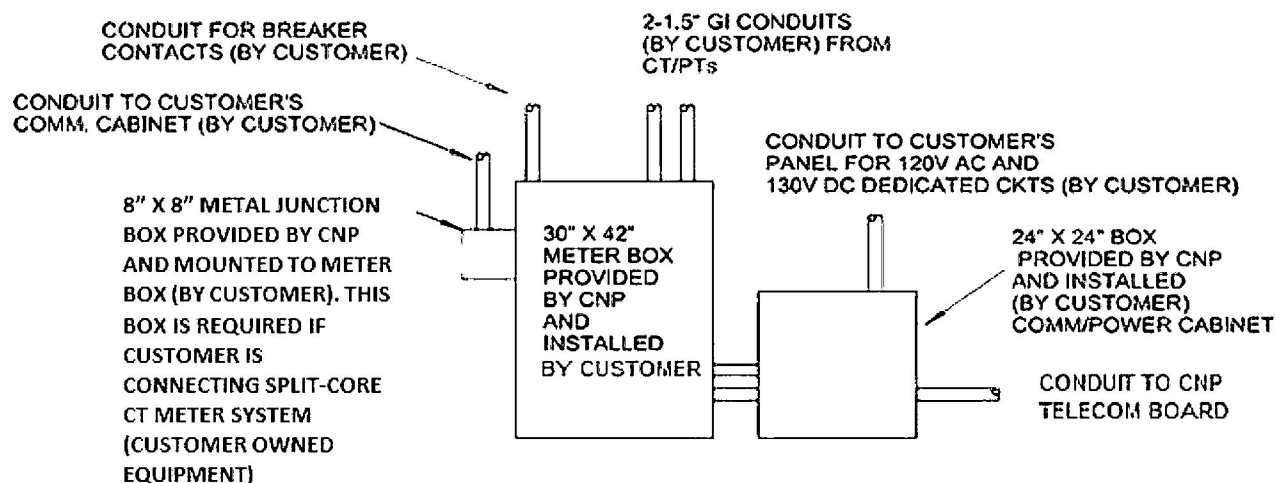 CONDUIT FOR BREAKER
CONTACTS (BY CUSTOMER)
2-1.5" GI CONDUITS
(BY CUSTOMER) FROM
CT/PTs
CONDUIT TO CUSTOMER'S
COMM. CABINET (BY CUSTOMER)
CONDUIT TO CUSTOMER'S
PANEL FOR 120V AC AND
130V DC DEDICATED CKTS (BY CUSTOMER)
8" X 8" METAL JUNCTION
BOX PROVIDED BY CNP
AND MOUNTED TO METER
BOX (BY CUSTOMER). THIS
BOX IS REQUIRED IF
CUSTOMER IS
CONNECTING SPLIT-CORE
CT METER SYSTEM
(CUSTOMER OWNED
EQUIPMENT)
30" X 42"
METER BOX
PROVIDED
BY CNP
AND
INSTALLED
BY CUSTOMER
24" X 24" BOX
PROVIDED BY CNP
AND INSTALLED
(BY CUSTOMER)
COMM/POWER CABINET
CONDUIT TO CNP
TELECOM BOARD